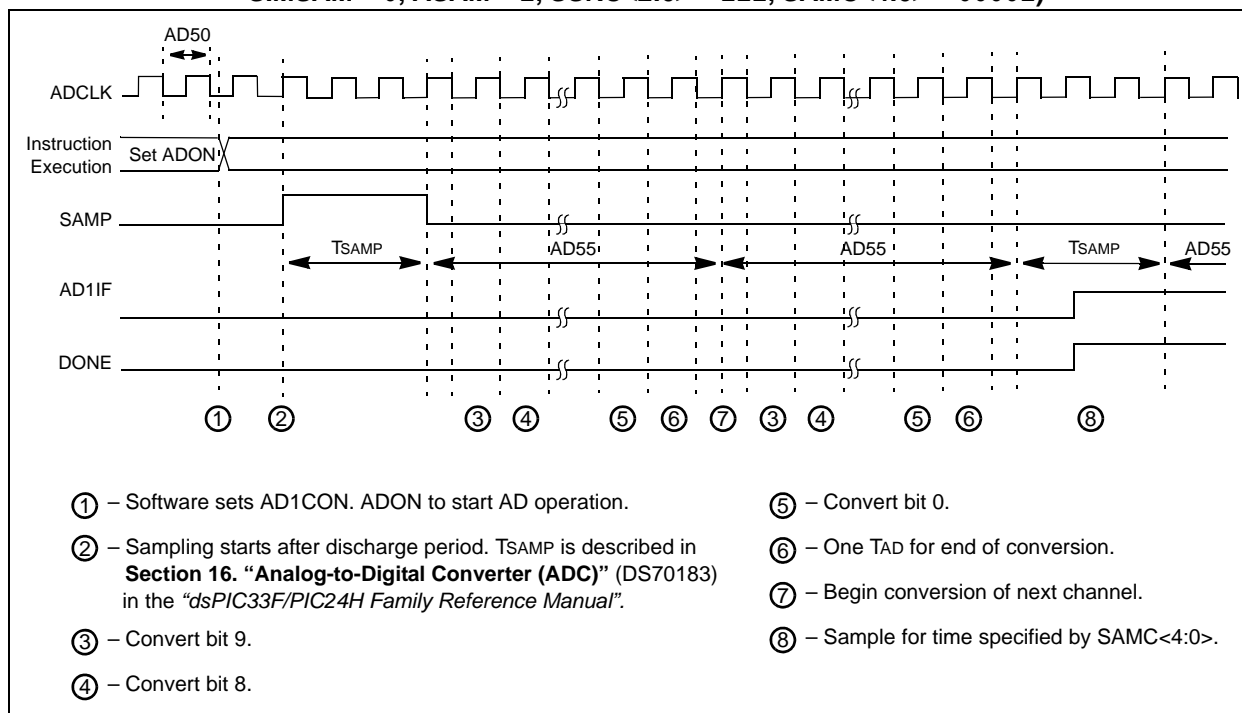 AD50
ADCLK
Instruction
Execution
Set ADON
SAMP
TSAMP AD55 AD55 TSAMP AD55
AD1IF
DONE
1 2 3 4 5 6 7 3 4 5 6 8
1 – Software sets AD1CON. ADON to start AD operation.
2 – Sampling starts after discharge period. TSAMP is described in
Section 16. “Analog-to-Digital Converter (ADC)” (DS70183)
in the “dsPIC33F/PIC24H Family Reference Manual”.
3 – Convert bit 9.
4 – Convert bit 8.
5 – Convert bit 0.
6 – One TAD for end of conversion.
7 – Begin conversion of next channel.
8 – Sample for time specified by SAMC<4:0>.